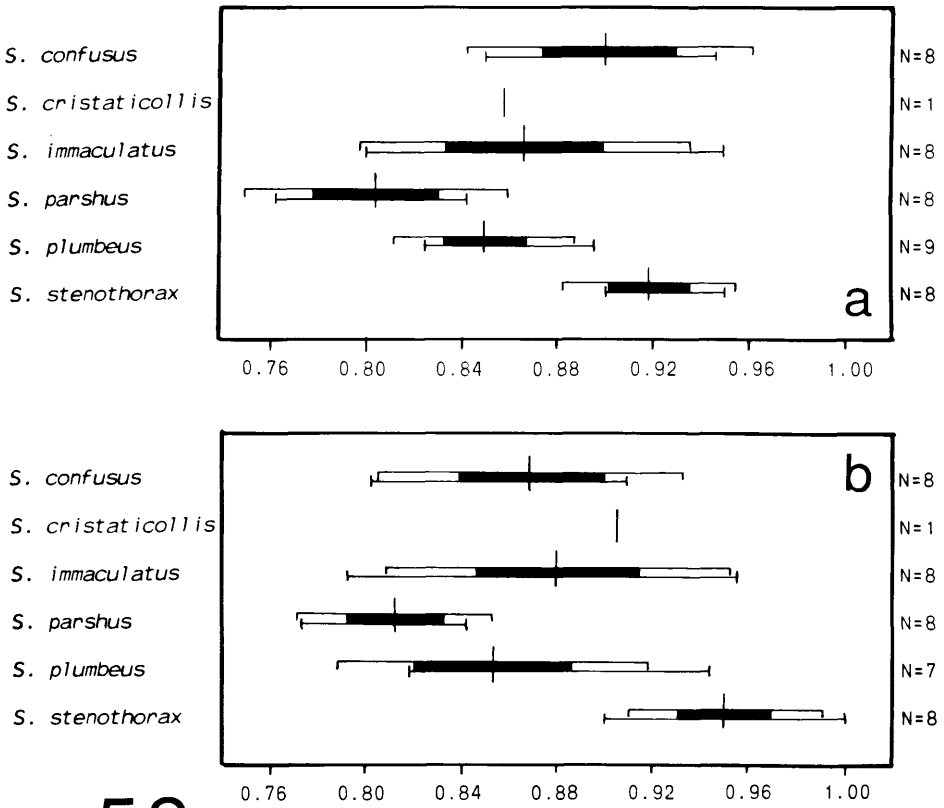 S. confusus N=8
S. cristaticollis N=1
S. immaculatus N=8
S. parshus N=8
S. plumbeus N=9
S. stenothorax a N=8
0.76 0.80 0.84 0.88 0.92 0.96 1.00
S. confusus b N=8
S. cristaticollis N=1
S. immaculatus N=8
S. parshus N=8
S. plumbeus N=7
S. stenothorax N=8
0.76 0.80 0.84 0.88 0.92 0.96 1.00